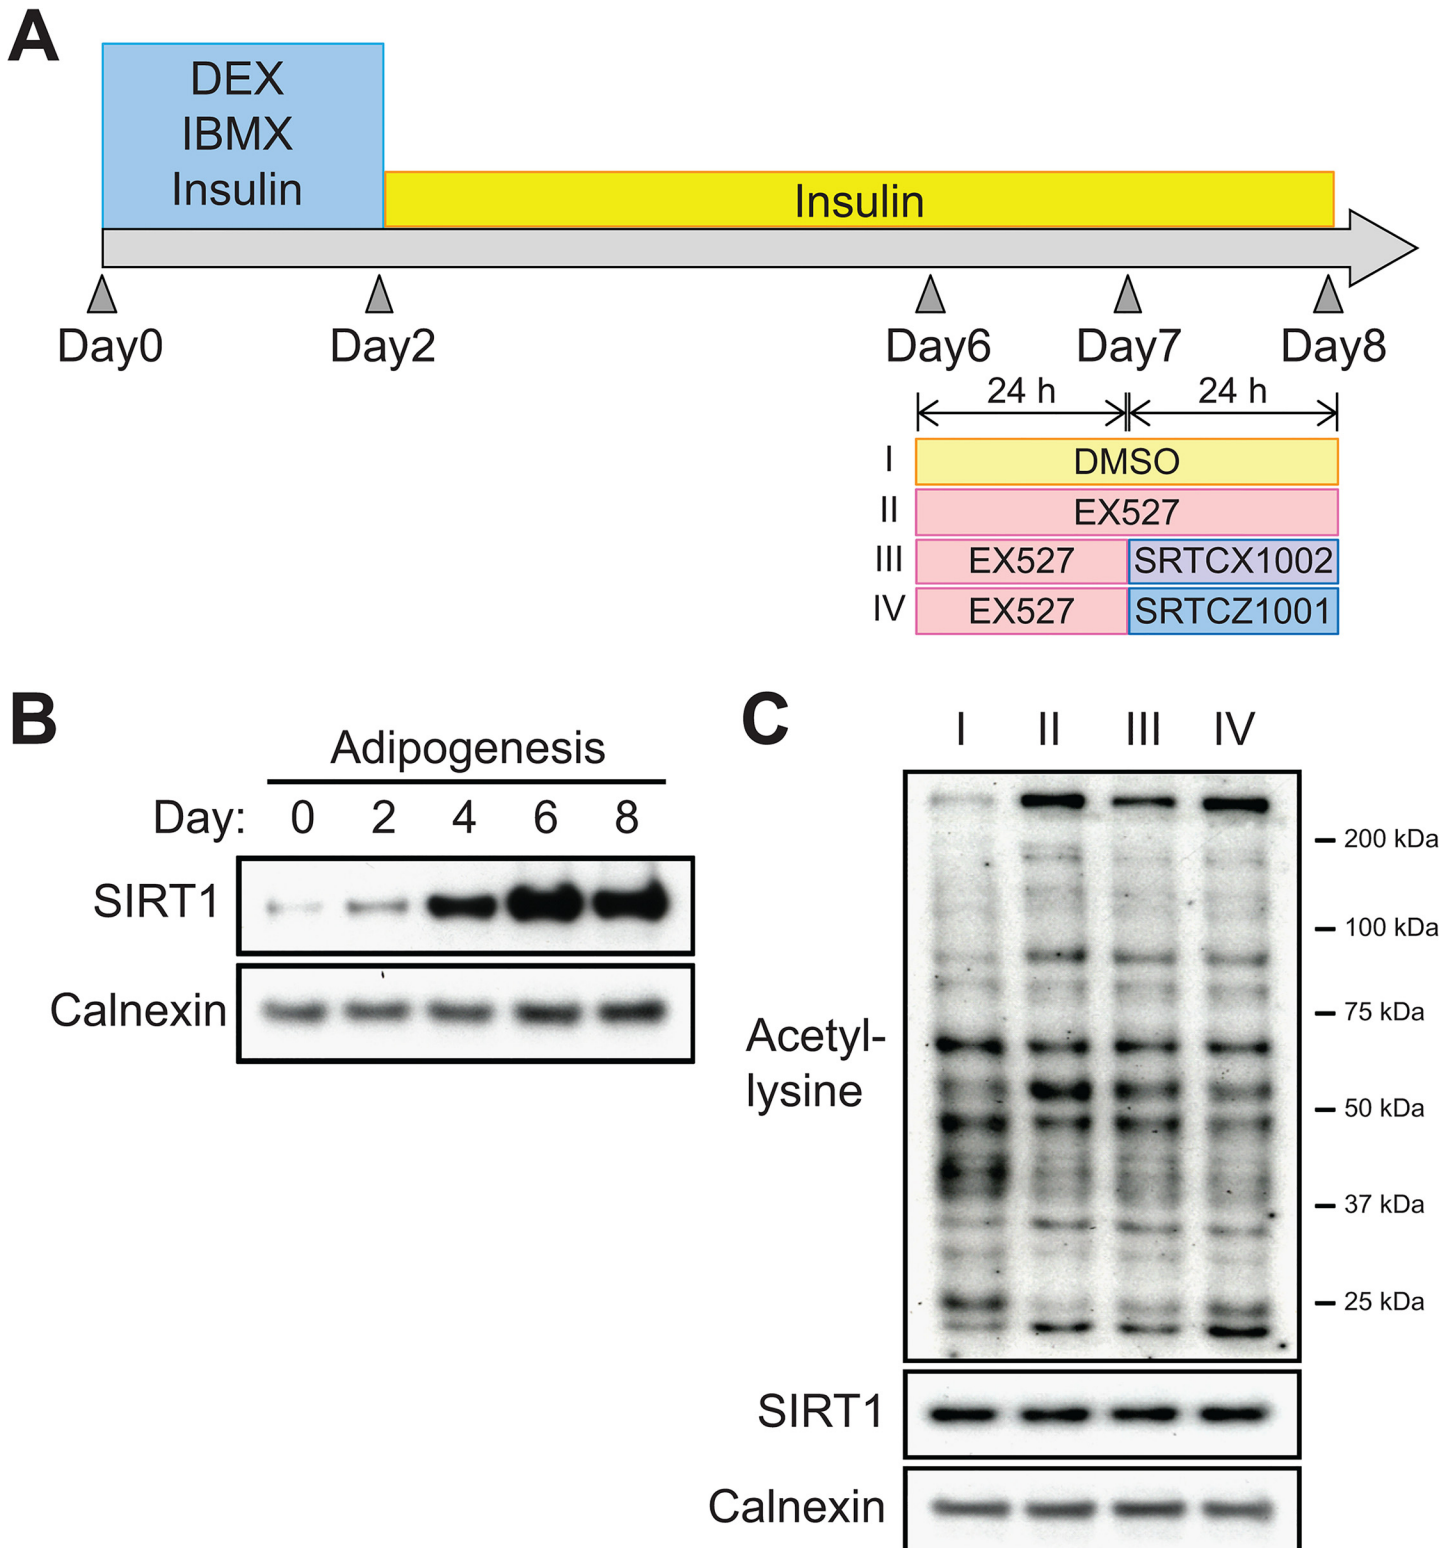 A
DEX
IBMX
Insulin
Insulin
Day0 Day2 Day6 Day7 Day8
24 h 24 h
I DMSO
II EX527
III EX527 SRTCX1002
IV EX527 SRTCZ1001
B
Adipogenesis
Day: 0 2 4 6 8
SIRT1
Calnexin
C
I II III IV
200 kDa
100 kDa
75 kDa
Acetyl-
lysine
50 kDa
37 kDa
25 kDa
SIRT1
Calnexin